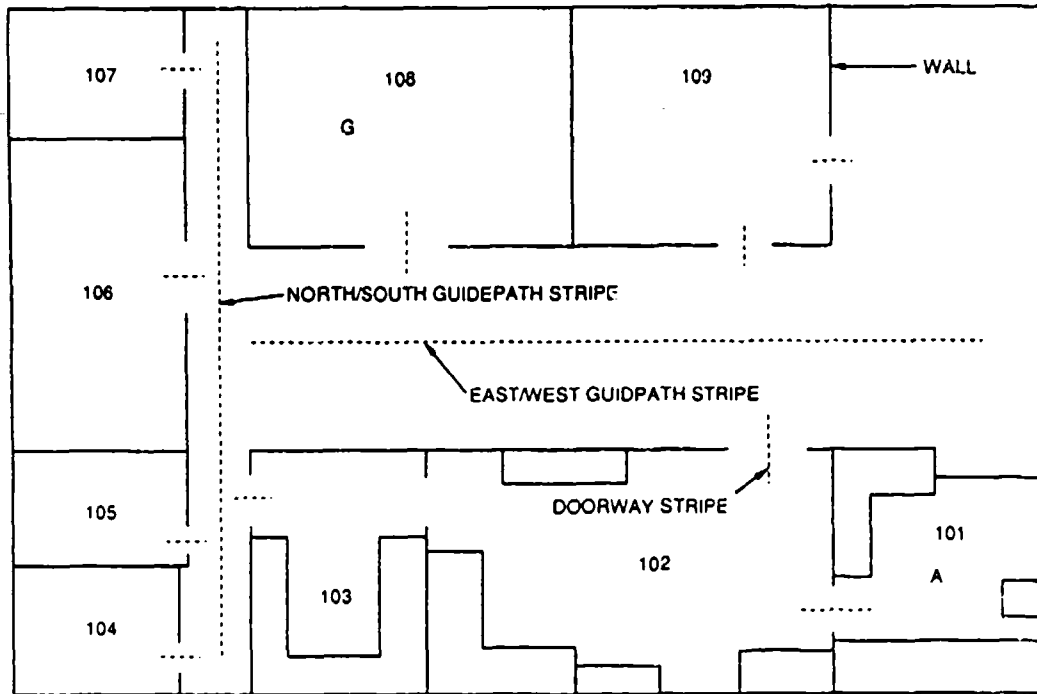 107
108
109
WALL
G
106
NORTH/SOUTH GUIDEPATH STRIPE
EAST/WEST GUIDPATH STRIPE
105
DOORWAY STRIPE
101
102
A
103
104